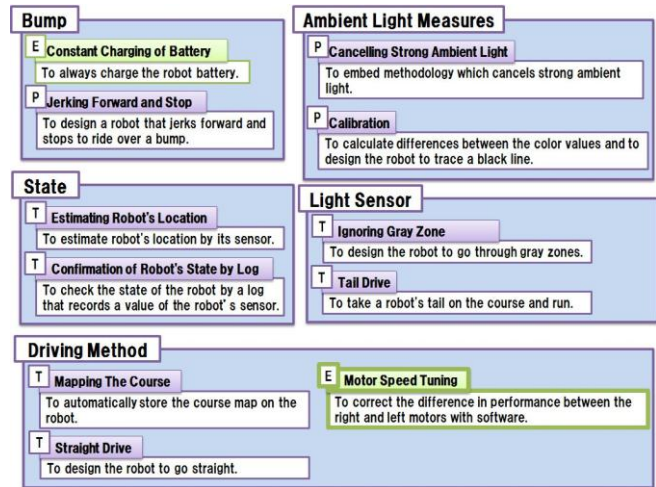 Bump
E
Constant Charging of Battery
To always charge the robot battery.
P
Jerking Forward and Stop
To design a robot that jerks forward and
stops to ride over a bump.
Ambient Light Measures
P
Cancelling Strong Ambient Light
To embed methodology which cancels strong ambient
light.
P
Calibration
To calculate differences between the color values and to
design the robot to trace a black line.
State
T
Estimating Robot's Location
To estimate robot's location by its sensor.
T
Confirmation of Robot's State by Log
To check the state of the robot by a log
that records a value of the robot's sensor.
Light Sensor
T
Ignoring Gray Zone
To design the robot to go through gray zones.
T
Tail Drive
To take a robot's tail on the course and run.
Driving Method
T
Mapping The Course
To automatically store the course map on the
robot.
T
Straight Drive
To design the robot to go straight.
E
Motor Speed Tuning
To correct the difference in performance between the
right and left motors with software.